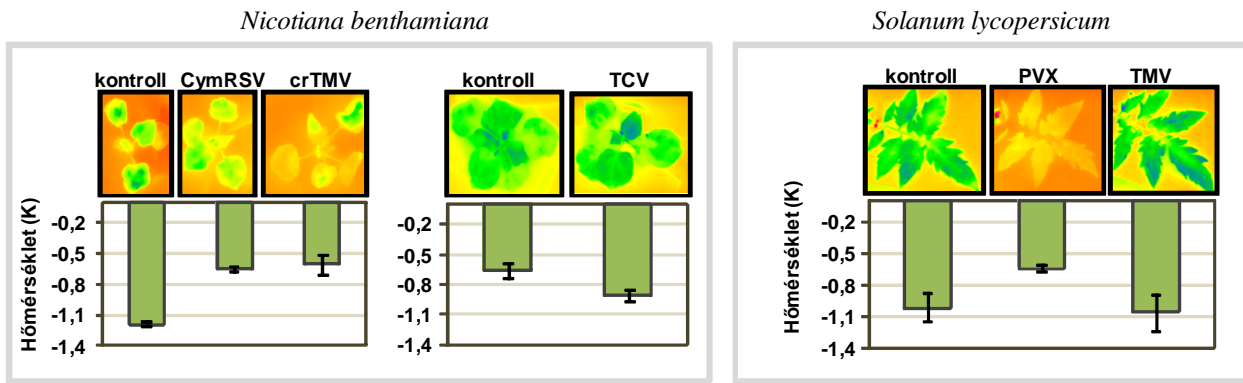 Nicotiana benthamiana
Solanum lycopersicum
kontroll CymRSV crTMV
kontroll TCV
kontroll PVX TMV
Hőmérséklet (K)
-0,2
-0,5
-0,8
-1,1
-1,4
-0,2
-0,5
-0,8
-1,1
-1,4
Hőmérséklet (K)
-0,2
-0,5
-0,8
-1,1
-1,4